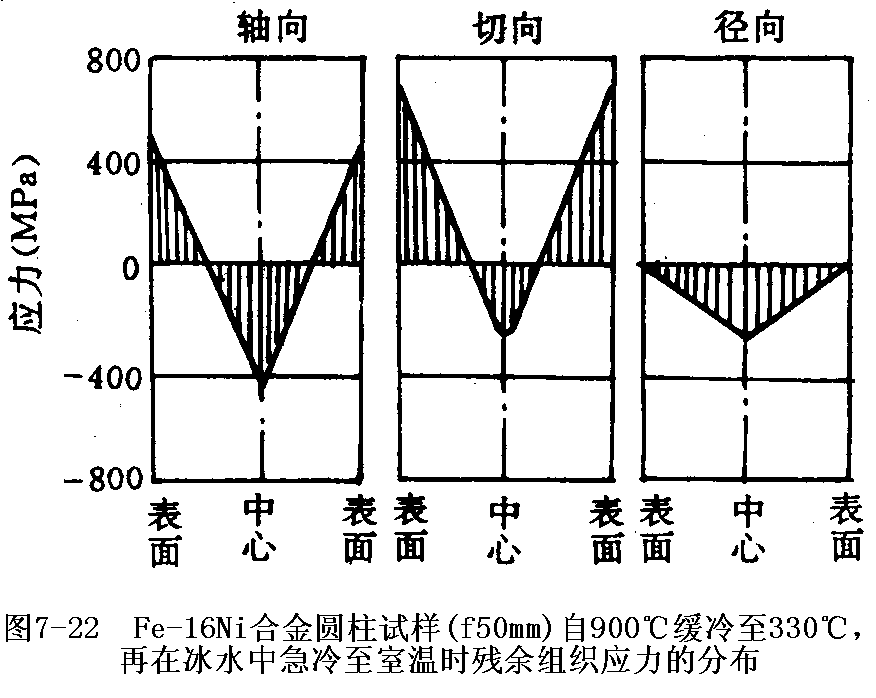 轴向 切向 径向
800
400
0
-400
-800
应力(MPa)
表面 中心 表面 表面 中心 表面 表面 中心 表面
图7-22 Fe-16Ni合金圆柱试样(f50mm)自900℃缓冷至330℃,
再在冰水中急冷至室温时残余组织应力的分布